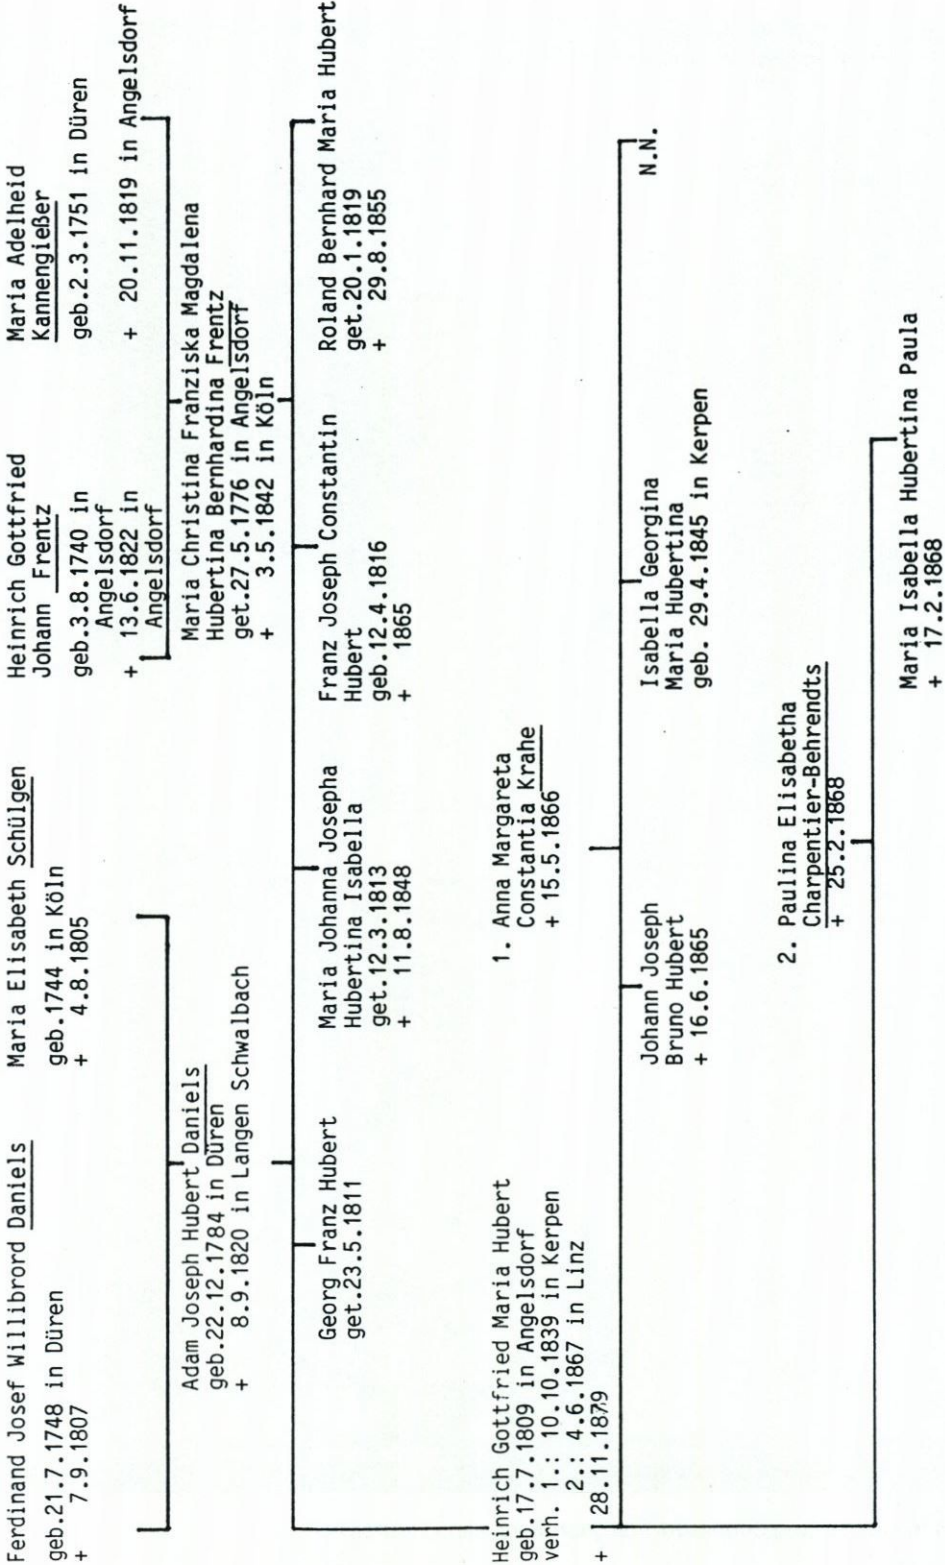 Ferdinand Josef Willibrord Daniels
geb.21.7.1748 in Düren
+ 7.9.1807
Maria Elisabeth Schülgen
geb.1744 in Köln
+ 4.8.1805
Heinrich Gottfried
Johann Frentz
geb.3.8.1740 in
Angelsdorf
+ 13.6.1822 in
Angelsdorf
Maria Adelheid
Kannengießer
geb.2.3.1751 in Düren
+ 20.11.1819 in Angelsdorf
Adam Joseph Hubert Daniels
geb.22.12.1784 in Düren
+ 8.9.1820 in Langen Schwalbach
Maria Christina Franziska Magdalena
Hubertina Bernhardina Frentz
get.27.5.1776 in Angelsdorf
+ 3.5.1842 in Köln
Georg Franz Hubert
get.23.5.1811
Maria Johanna Josepha
Hubertina Isabella
get.12.3.1813
+ 11.8.1848
Franz Joseph Constantin
Hubert
geb.12.4.1816
+ 1865
Roland Bernhard Maria Hubert
get.20.1.1819
+ 29.8.1855
Heinrich Gottfried Maria Hubert
geb.17.7.1809 in Angelsdorf
verh. 1.: 10.10.1839 in Kerpen
2.: 4.6.1867 in Linz
+ 28.11.1879
1. Anna Margareta
Constantia Krahe
+ 15.5.1866
Johann Joseph
Bruno Hubert
+ 16.6.1865
Isabella Georgina
Maria Hubertina
geb. 29.4.1845 in Kerpen
N.N.
2. Paulina Elisabetha
Charpentier-Behrendts
+ 25.2.1868
Maria Isabella Hubertina Paula
+ 17.2.1868